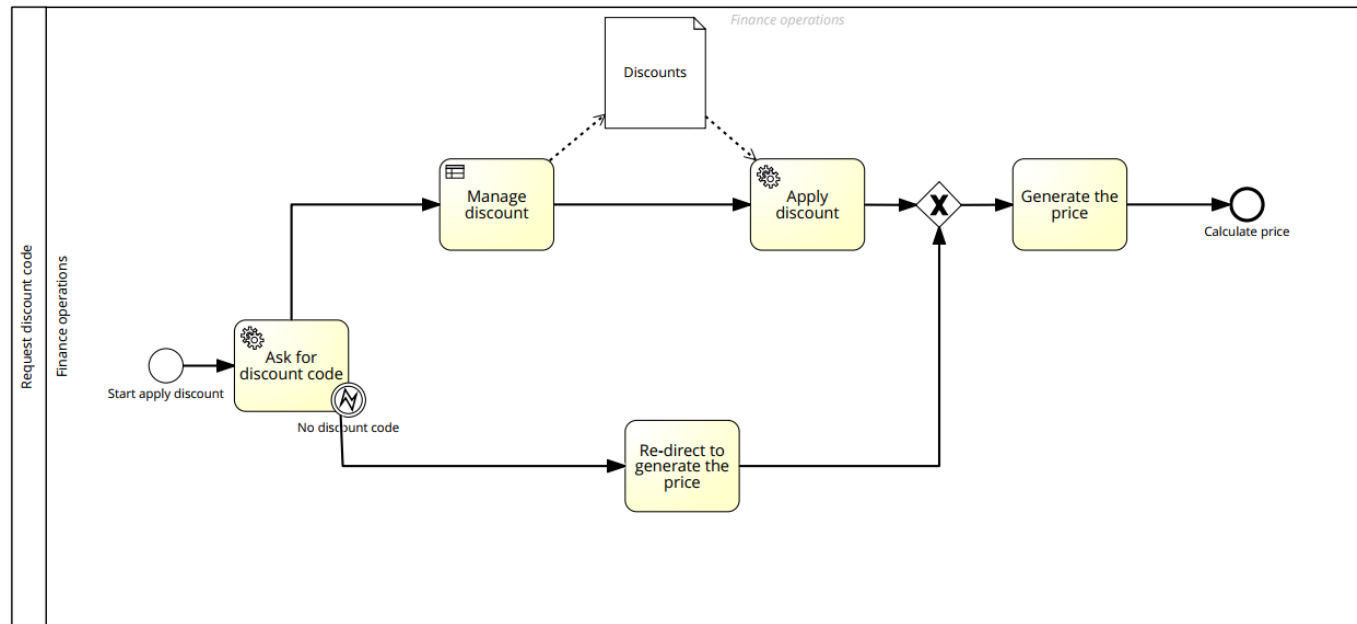 Finance operations
Discounts
Manage
discount
Apply
discount
Generate the
price
Calculate price
Request discount code
Finance operations
Ask for
discount code
Start apply discount
No discount code
Re-direct to
generate the
price